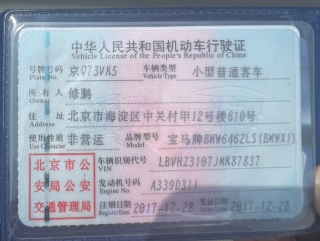 中华人民共和国机动车行驶证
Vehicle License of the People's Republic of China
号牌号码 京073VK5 车辆类型 小型普通客车
Plate No. Vehicle Type
所有人 修鹏
Owner
住址 北京市海淀区中关村甲12号楼610号
Address
使用性质 非营运 品牌型号 宝马牌BMW6462LS(BMWX1)
Use Character Model
北京市公安局公安交通管理局
车辆识别代号 LBVH23107JMK87837
VIN
发动机号码 A339D311
Engine No.
注册日期 2017-12-28 发证日期 2017-12-28
Register Date Issue Date